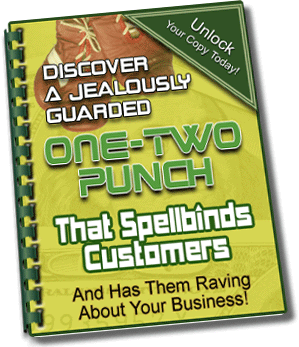 Unlock
Your Copy Today!
DISCOVER
A JEALOUSLY
GUARDED
ONE-TWO
PUNCH
That Spellbinds
Customers
And Has Them Raving
About Your Business!